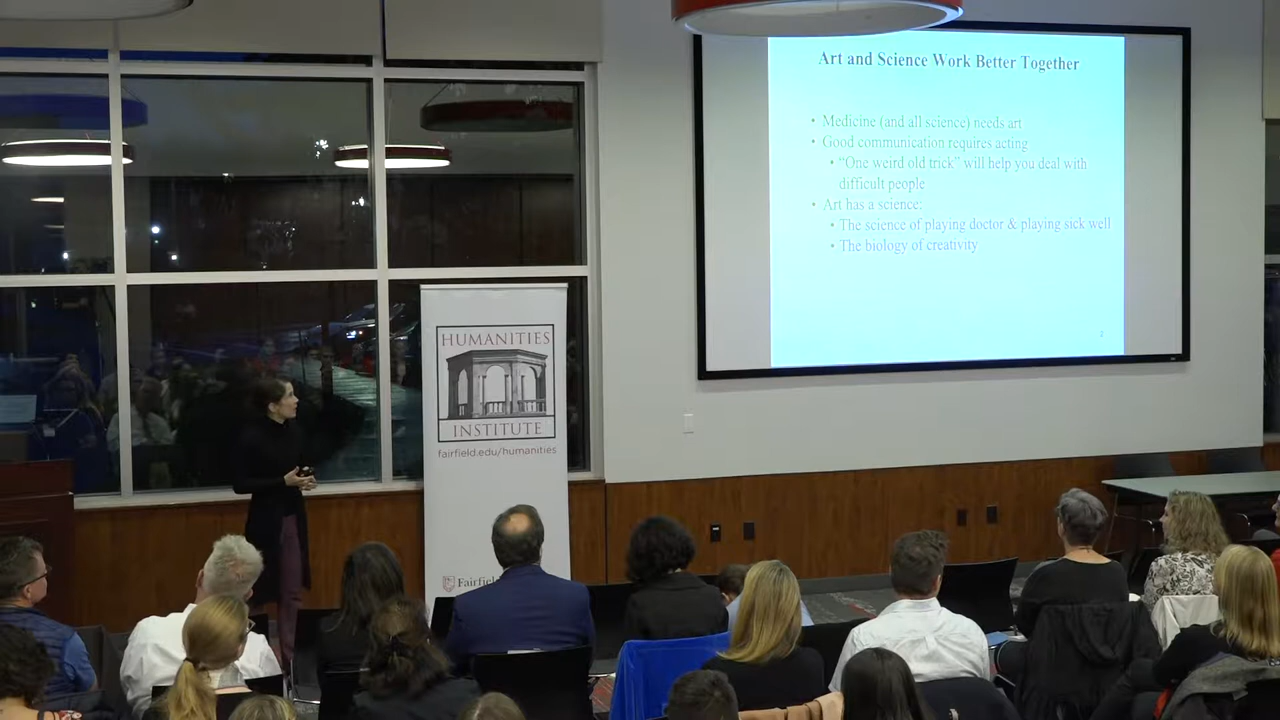 Art and Science Work Better Together
• Medicine (and all science) needs art
• Good communication requires acting
• “One weird old trick” will help you deal with
difficult people
• Art has a science:
• The science of playing doctor & playing sick well
• The biology of creativity
2
HUMANITIES
INSTITUTE
fairfield.edu/humanities
Fairfield